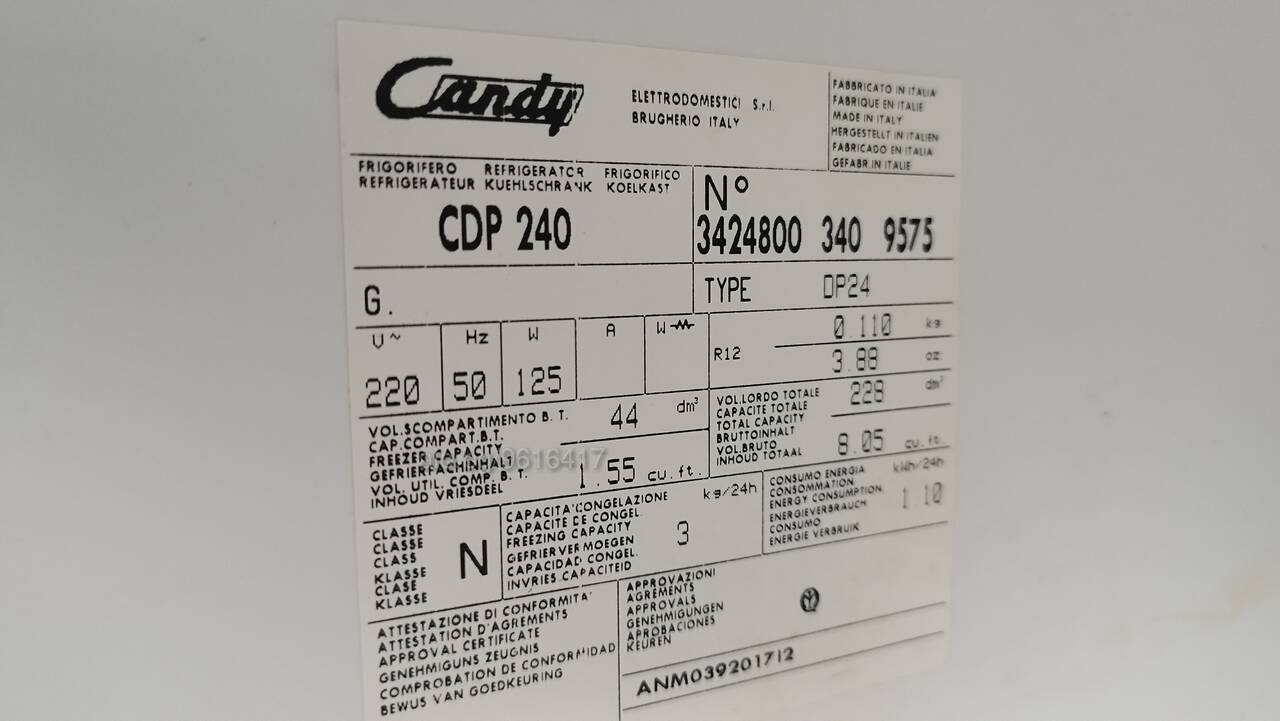 Candy
ELETTRODOMESTICI S.r.l.
BRUGHERIO ITALY
FABBRICATO IN ITALIA
FABRIQUE EN ITALIE
MADE IN ITALY
HERGESTELLT IN ITALIEN
FABRICADO EN ITALIA
GEFABR.IN ITALIE
FRIGORIFERO REFRIGERATOR FRIGORIFICO
REFRIGERATEUR KUEHLSCHRANK KOELKAST
CDP 240
N°
3424800 340 9575
G.
TYPE DP24
V~ Hz W A W
220 50 125
R12
0.110 kg
3.88 oz
VOL.SCOMPARTIMENTO B. T.
CAP.COMPART.B.T.
FREEZER CAPACITY
GEFRIERFACHINHALT
VOL. UTIL. COMP. B. T.
INHOUD VRIESDEEL
44 dm³
1.55 cu.ft.
VOL.LORDO TOTALE
CAPACITE TOTALE
TOTAL CAPACITY
BRUTTOINHALT
VOL.BRUTO
INHOUD TOTAAL
228 dm³
8.05 cu.ft.
CLASSE
CLASSE
CLASS
KLASSE
CLASE
KLASSE
N
CAPACITA'CONGELAZIONE
CAPACITE DE CONGEL.
FREEZING CAPACITY
GEFRIERVERMOEGEN
CAPACIDAD CONGEL.
INVRIES.CAPACITEID
kg/24h
3
CONSUMO ENERGIA
CONSOMMATION
ENERGY CONSUMPTION
ENERGIEVERBRAUCH
CONSUMO
ENERGIE VERBRUIK
kWh/24h
1 10
ATTESTAZIONE DI CONFORMITA'
ATTESTATION D'AGREMENTS
APPROVAL CERTIFICATE
GENEHMIGUNS ZEUGNIS
COMPROBATION DE CONFORMIDAD
BEWUS VAN GOEDKEURING
APPROVAZIONI
AGREMENTS
APPROVALS
GENEHMIGUNGEN
APROBACIONES
KEUREN
ANM0392017|2